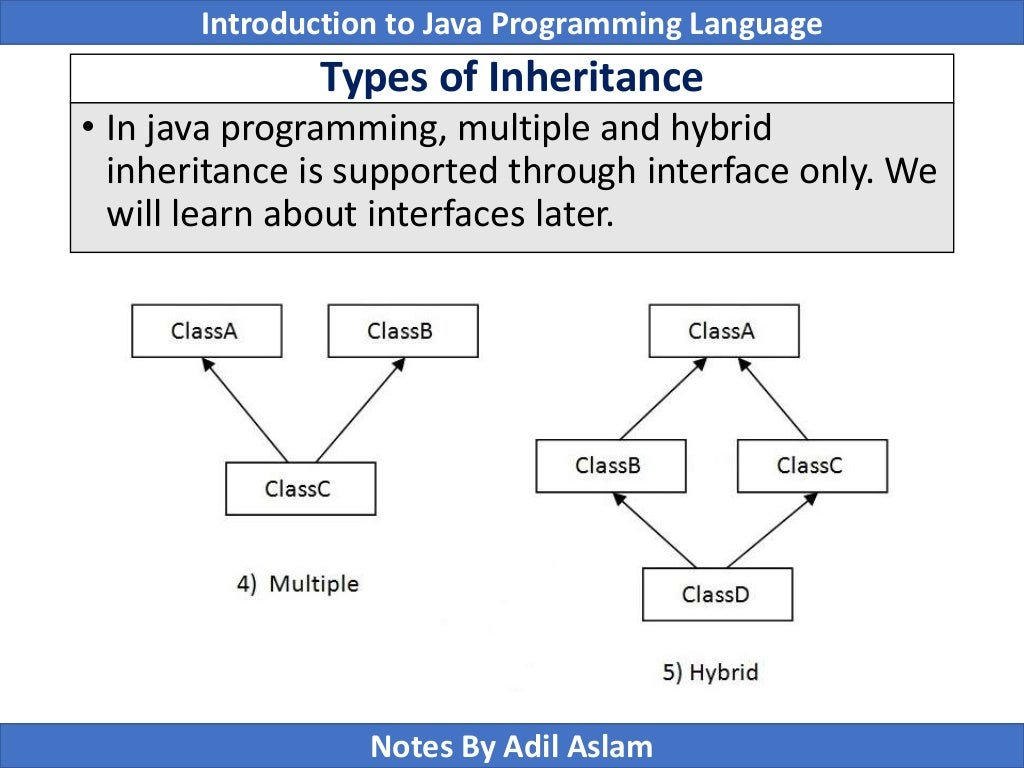 Introduction to Java Programming Language
Types of Inheritance
• In java programming, multiple and hybrid
inheritance is supported through interface only. We
will learn about interfaces later.
ClassA
ClassB
ClassC
4) Multiple
ClassA
ClassB
ClassC
ClassD
5) Hybrid
Notes By Adil Aslam